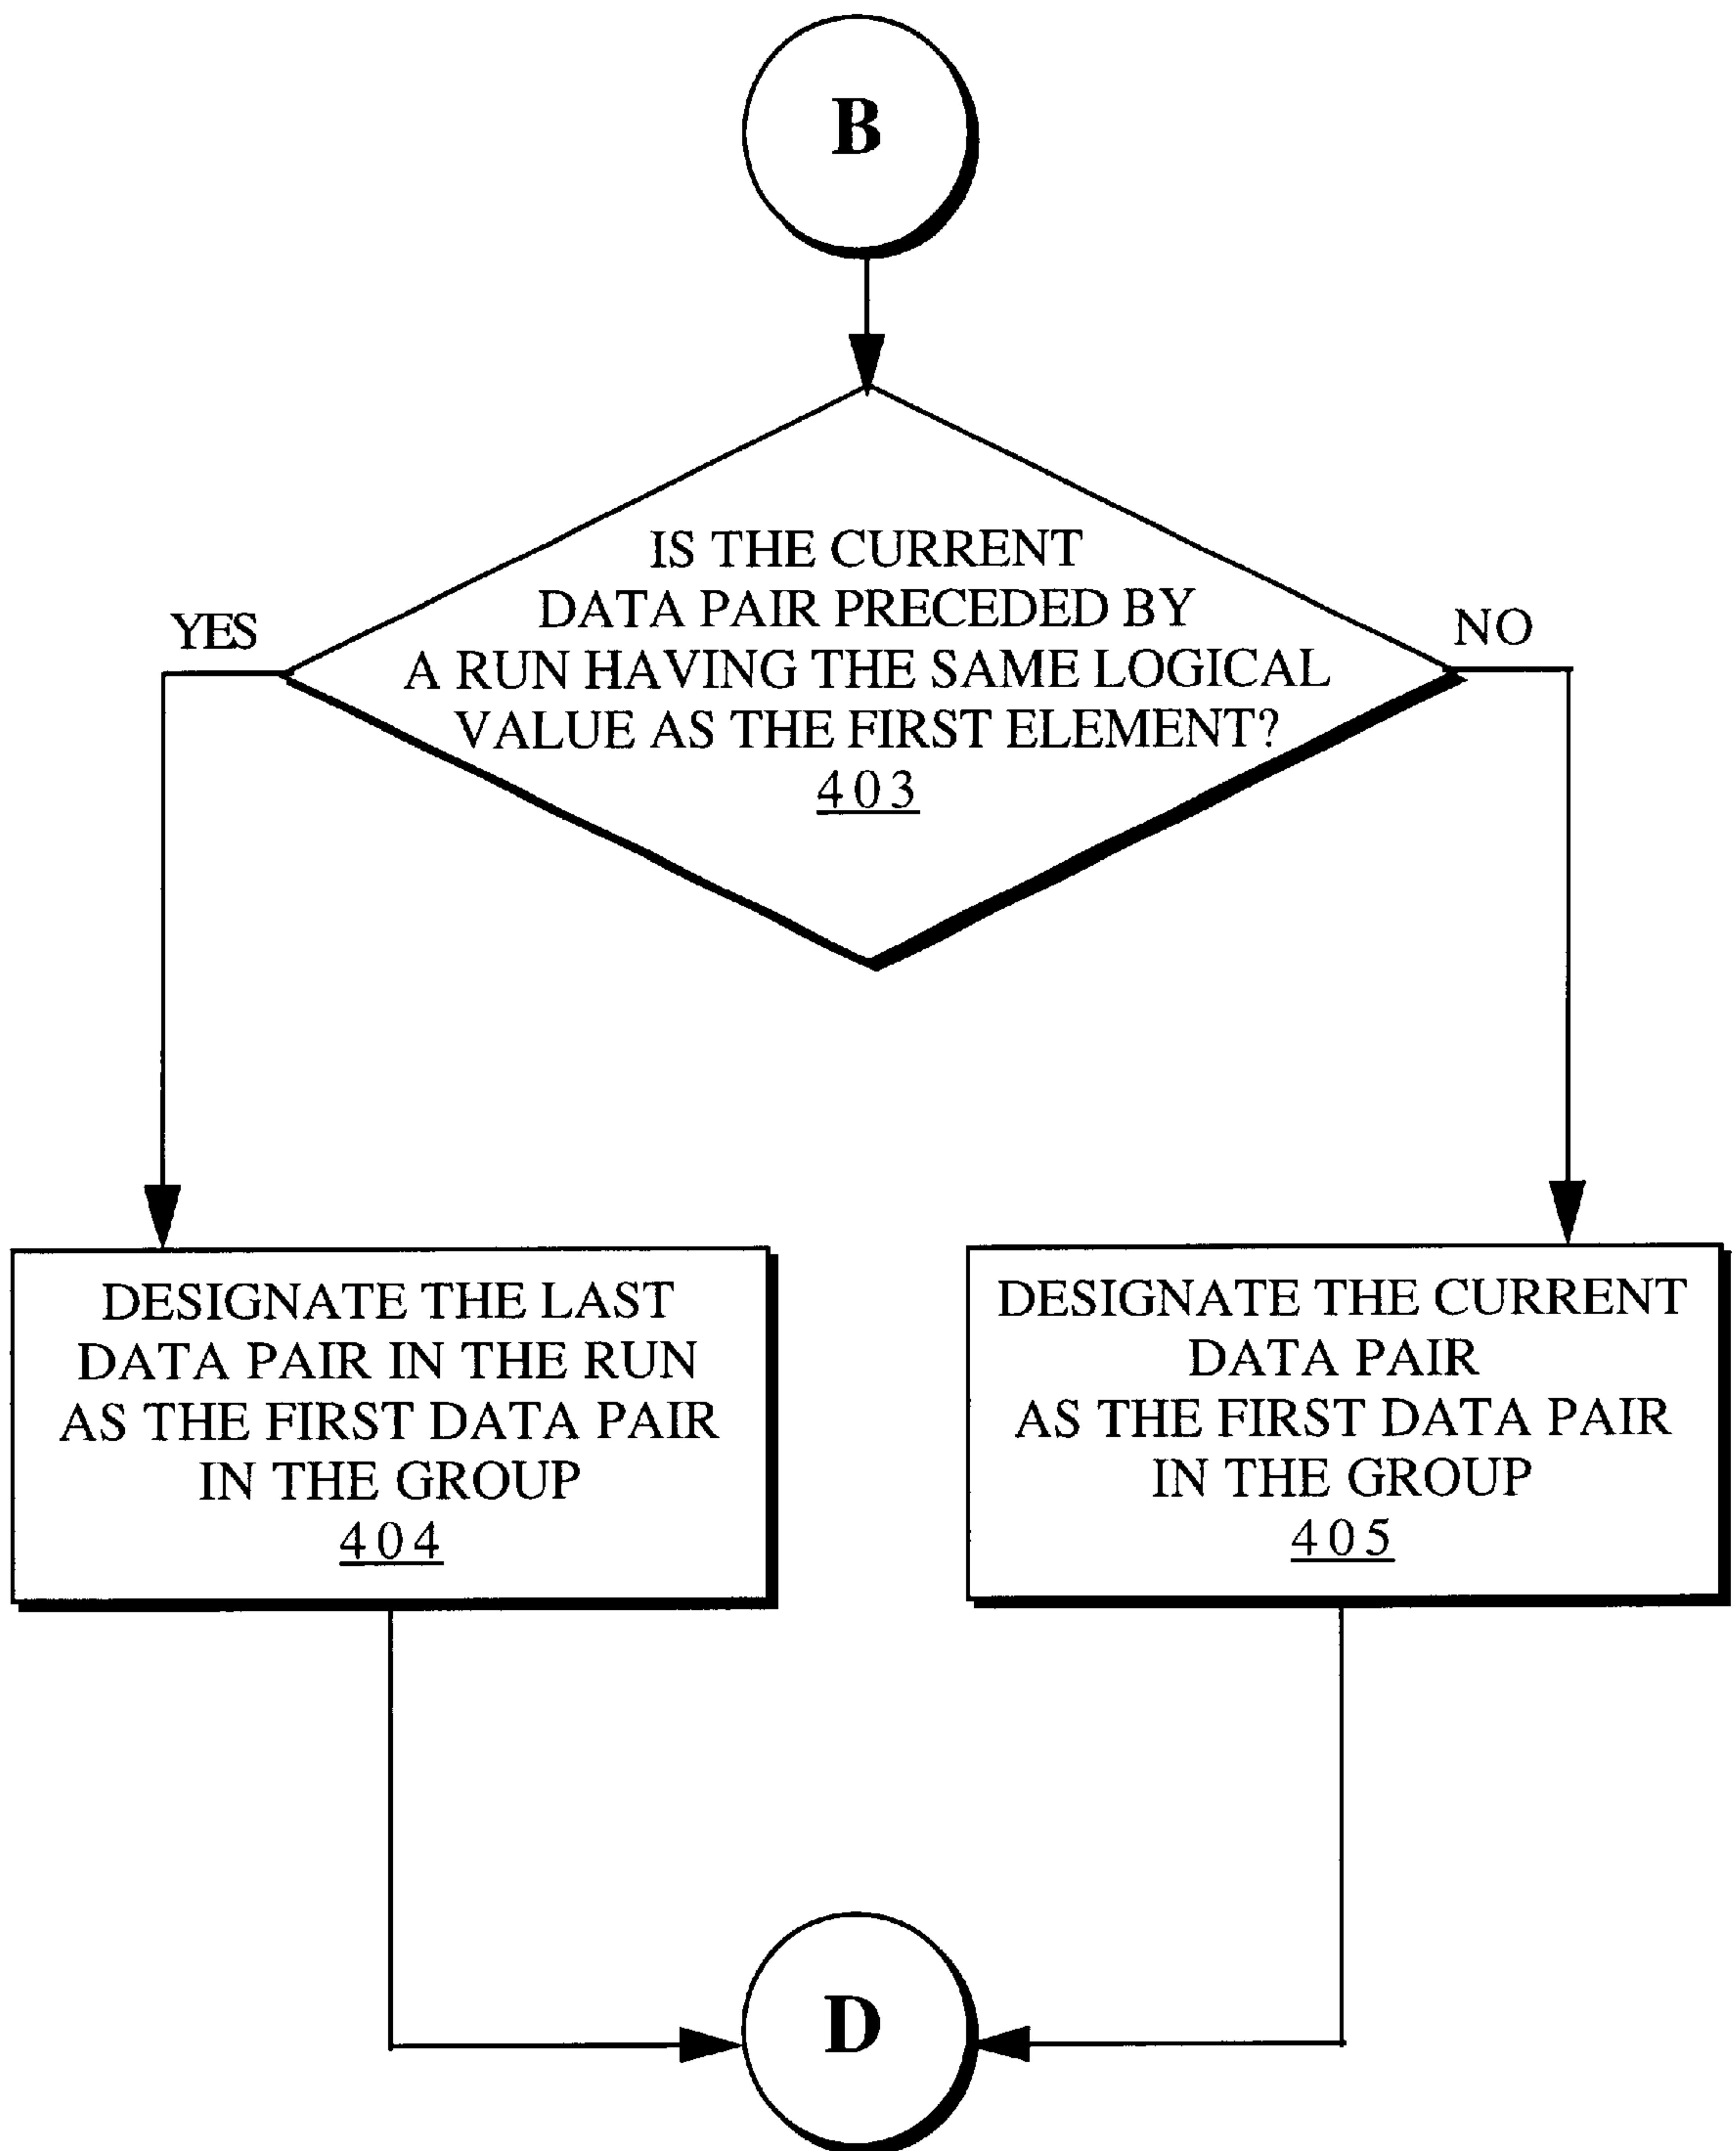 B
IS THE CURRENT
DATA PAIR PRECEDED BY
A RUN HAVING THE SAME LOGICAL
VALUE AS THE FIRST ELEMENT?
403
YES
NO
DESIGNATE THE LAST
DATA PAIR IN THE RUN
AS THE FIRST DATA PAIR
IN THE GROUP
404
DESIGNATE THE CURRENT
DATA PAIR
AS THE FIRST DATA PAIR
IN THE GROUP
405
D